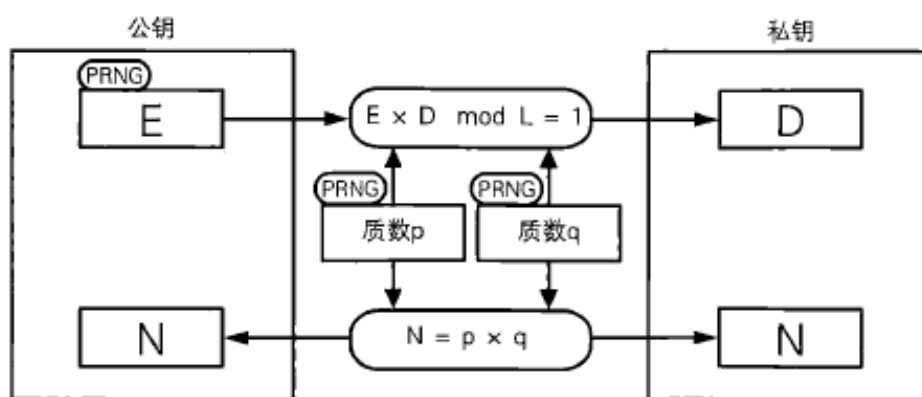 公钥
私钥
PRNG
E
E × D mod L = 1
D
PRNG
PRNG
质数p
质数q
N
N = p × q
N